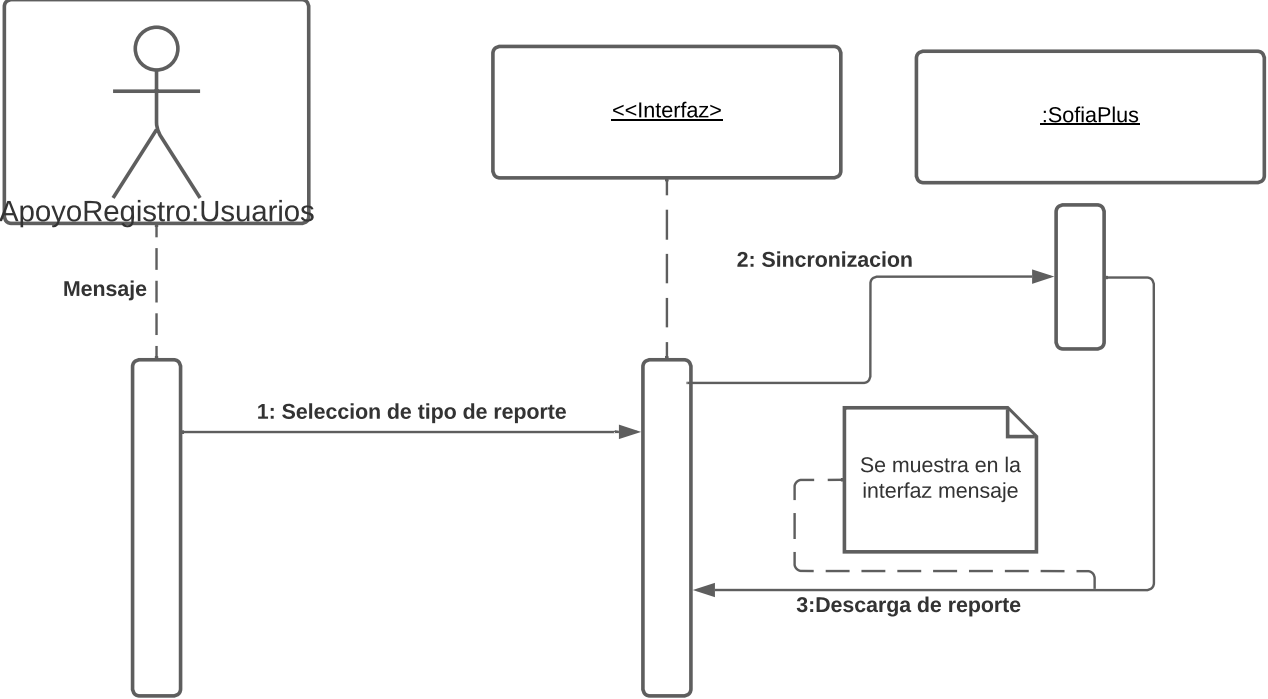 ApoyoRegistro:Usuarios
<<Interfaz>
:SofiaPlus
Mensaje
2: Sincronizacion
1: Seleccion de tipo de reporte
Se muestra en la
interfaz mensaje
3:Descarga de reporte